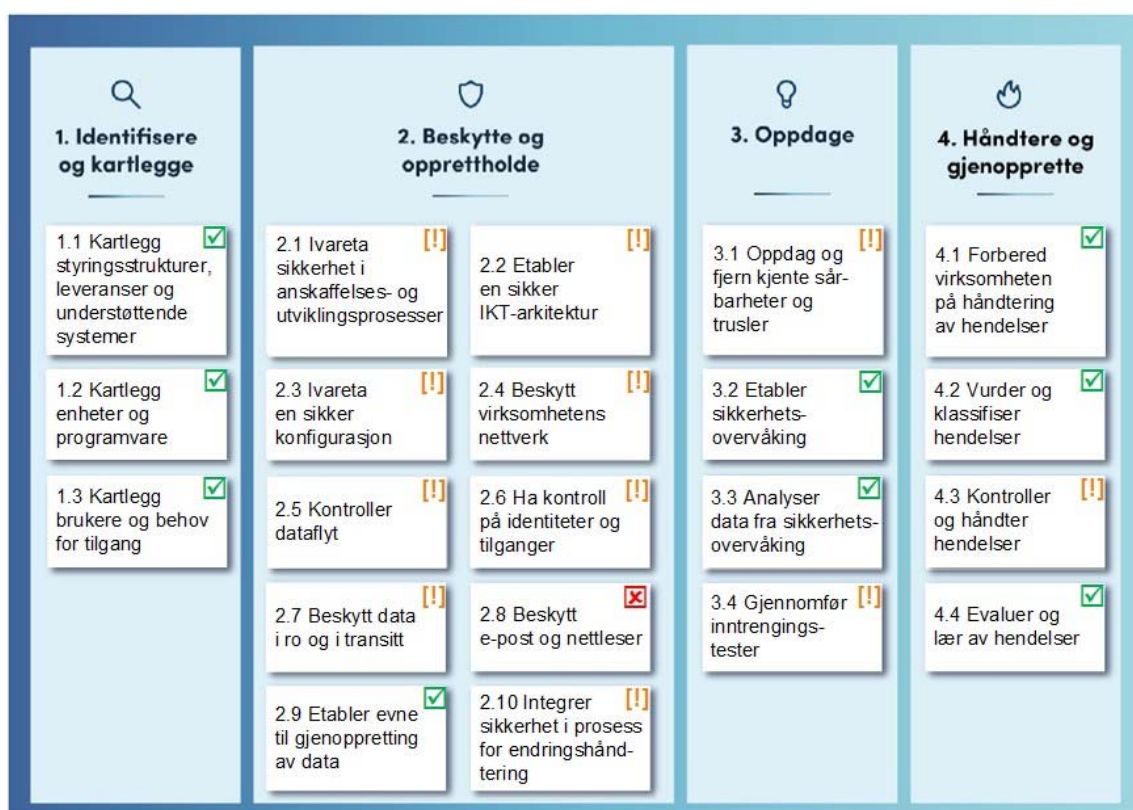 1. Identifisere
og kartlegge
1.1 Kartlegg
styringsstrukturer,
leveranser og
understøttende
systemer
1.2 Kartlegg
enheter og
programvare
1.3 Kartlegg
brukere og behov
for tilgang
2. Beskytte og
opprettholde
2.1 Ivareta
sikkerhet i
anskaffelses- og
utviklingsprosesser
[!]
2.2 Etabler
en sikker
IKT-arkitektur
[!]
2.3 Ivareta
en sikker
konfigurasjon
[!]
2.4 Beskytt
virksomhetens
nettverk
[!]
2.5 Kontroller
dataflyt
[!]
2.6 Ha kontroll
på identiteter og
tilganger
[!]
2.7 Beskytt data
i ro og i transitt
[!]
2.8 Beskytt
e-post og nettleser
2.9 Etabler evne
til gjenoppretting
av data
2.10 Integrer
sikkerhet i prosess
for endringshånd-
tering
[!]
3. Oppdage
3.1 Oppdag og
fjern kjente sår-
barheter og
trusler
[!]
3.2 Etabler
sikkerhets-
overvåking
3.3 Analyser
data fra sikkerhets-
overvåking
3.4 Gjennomfør
inntrengings-
tester
[!]
4. Håndtere og
gjenopprette
4.1 Forbered
virksomheten
på håndtering
av hendelser
4.2 Vurder og
klassifiser
hendelser
4.3 Kontroller
og håndter
hendelser
[!]
4.4 Evaluer og
lær av hendelser